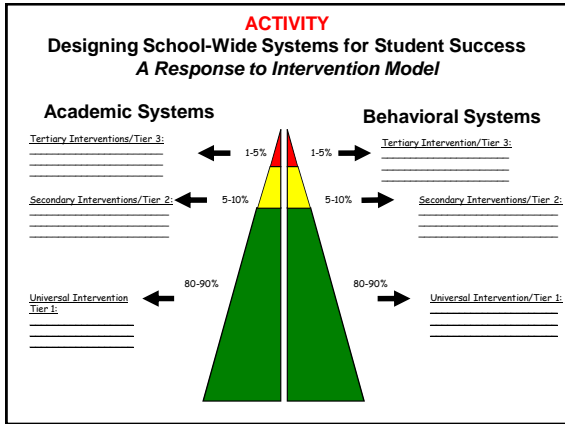 ACTIVITY
Designing School-Wide Systems for Student Success
A Response to Intervention Model
Academic Systems
Behavioral Systems
Tertiary Interventions/Tier 3:
1-5%
1-5%
Tertiary Intervention/Tier 3:
Secondary Interventions/Tier 2:
5-10%
5-10%
Secondary Interventions/Tier 2:
80-90%
80-90%
Universal Intervention
Tier 1:
Universal Intervention/Tier 1: